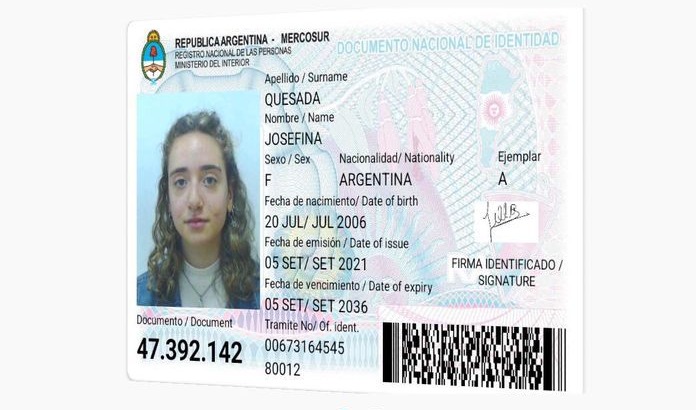 REPUBLICA ARGENTINA - MERCOSUR
REGISTRO NACIONAL DE LAS PERSONAS
MINISTERIO DEL INTERIOR
DOCUMENTO NACIONAL DE IDENTIDAD
Apellido / Surname
QUESADA
Nombre / Name
JOSEFINA
Sexo / Sex Nacionalidad/ Nationality Ejemplar
F ARGENTINA A
Fecha de nacimiento/ Date of birth
20 JUL/ JUL 2006
Fecha de emisión / Date of issue
05 SET/ SET 2021
Fecha de vencimiento / Date of expiry
05 SET/ SET 2036
FIRMA IDENTIFICADO /
SIGNATURE
Documento / Document
47.392.142
Tramite No/ Of. ident.
00673164545
80012